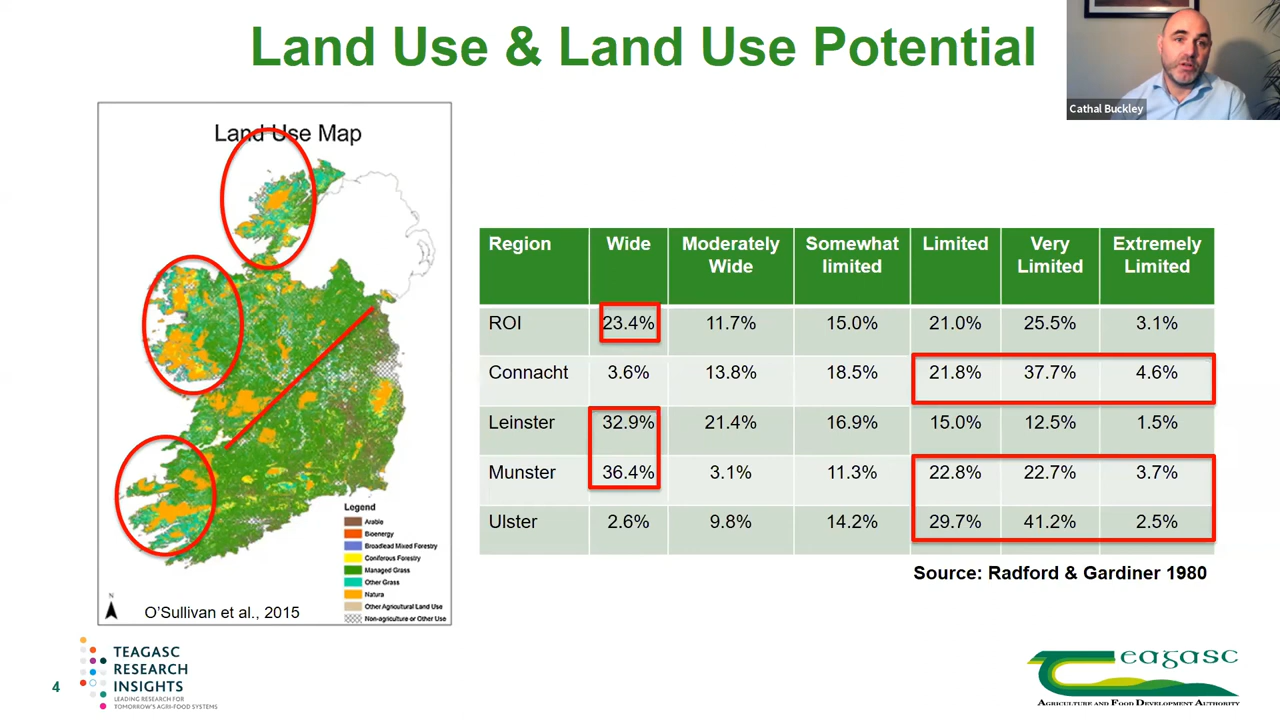 Land Use & Land Use Potential
Cathal Buckley
Land Use Map
Legend
Arable
Bioenergy
Broadleaf Mixed Forestry
Coniferous Forestry
Managed Grass
Other Grass
Natura
Other Agricultural Land Use
Non-agriculture or Other Use
N
O'Sullivan et al., 2015
Region Wide Moderately Wide Somewhat limited Limited Very Limited Extremely Limited
ROI 23.4% 11.7% 15.0% 21.0% 25.5% 3.1%
Connacht 3.6% 13.8% 18.5% 21.8% 37.7% 4.6%
Leinster 32.9% 21.4% 16.9% 15.0% 12.5% 1.5%
Munster 36.4% 3.1% 11.3% 22.8% 22.7% 3.7%
Ulster 2.6% 9.8% 14.2% 29.7% 41.2% 2.5%
Source: Radford & Gardiner 1980
4
TEAGASC
RESEARCH
INSIGHTS
LEADING RESEARCH FOR
TOMORROW'S AGRI-FOOD SYSTEMS
Teagasc
AGRICULTURE AND FOOD DEVELOPMENT AUTHORITY